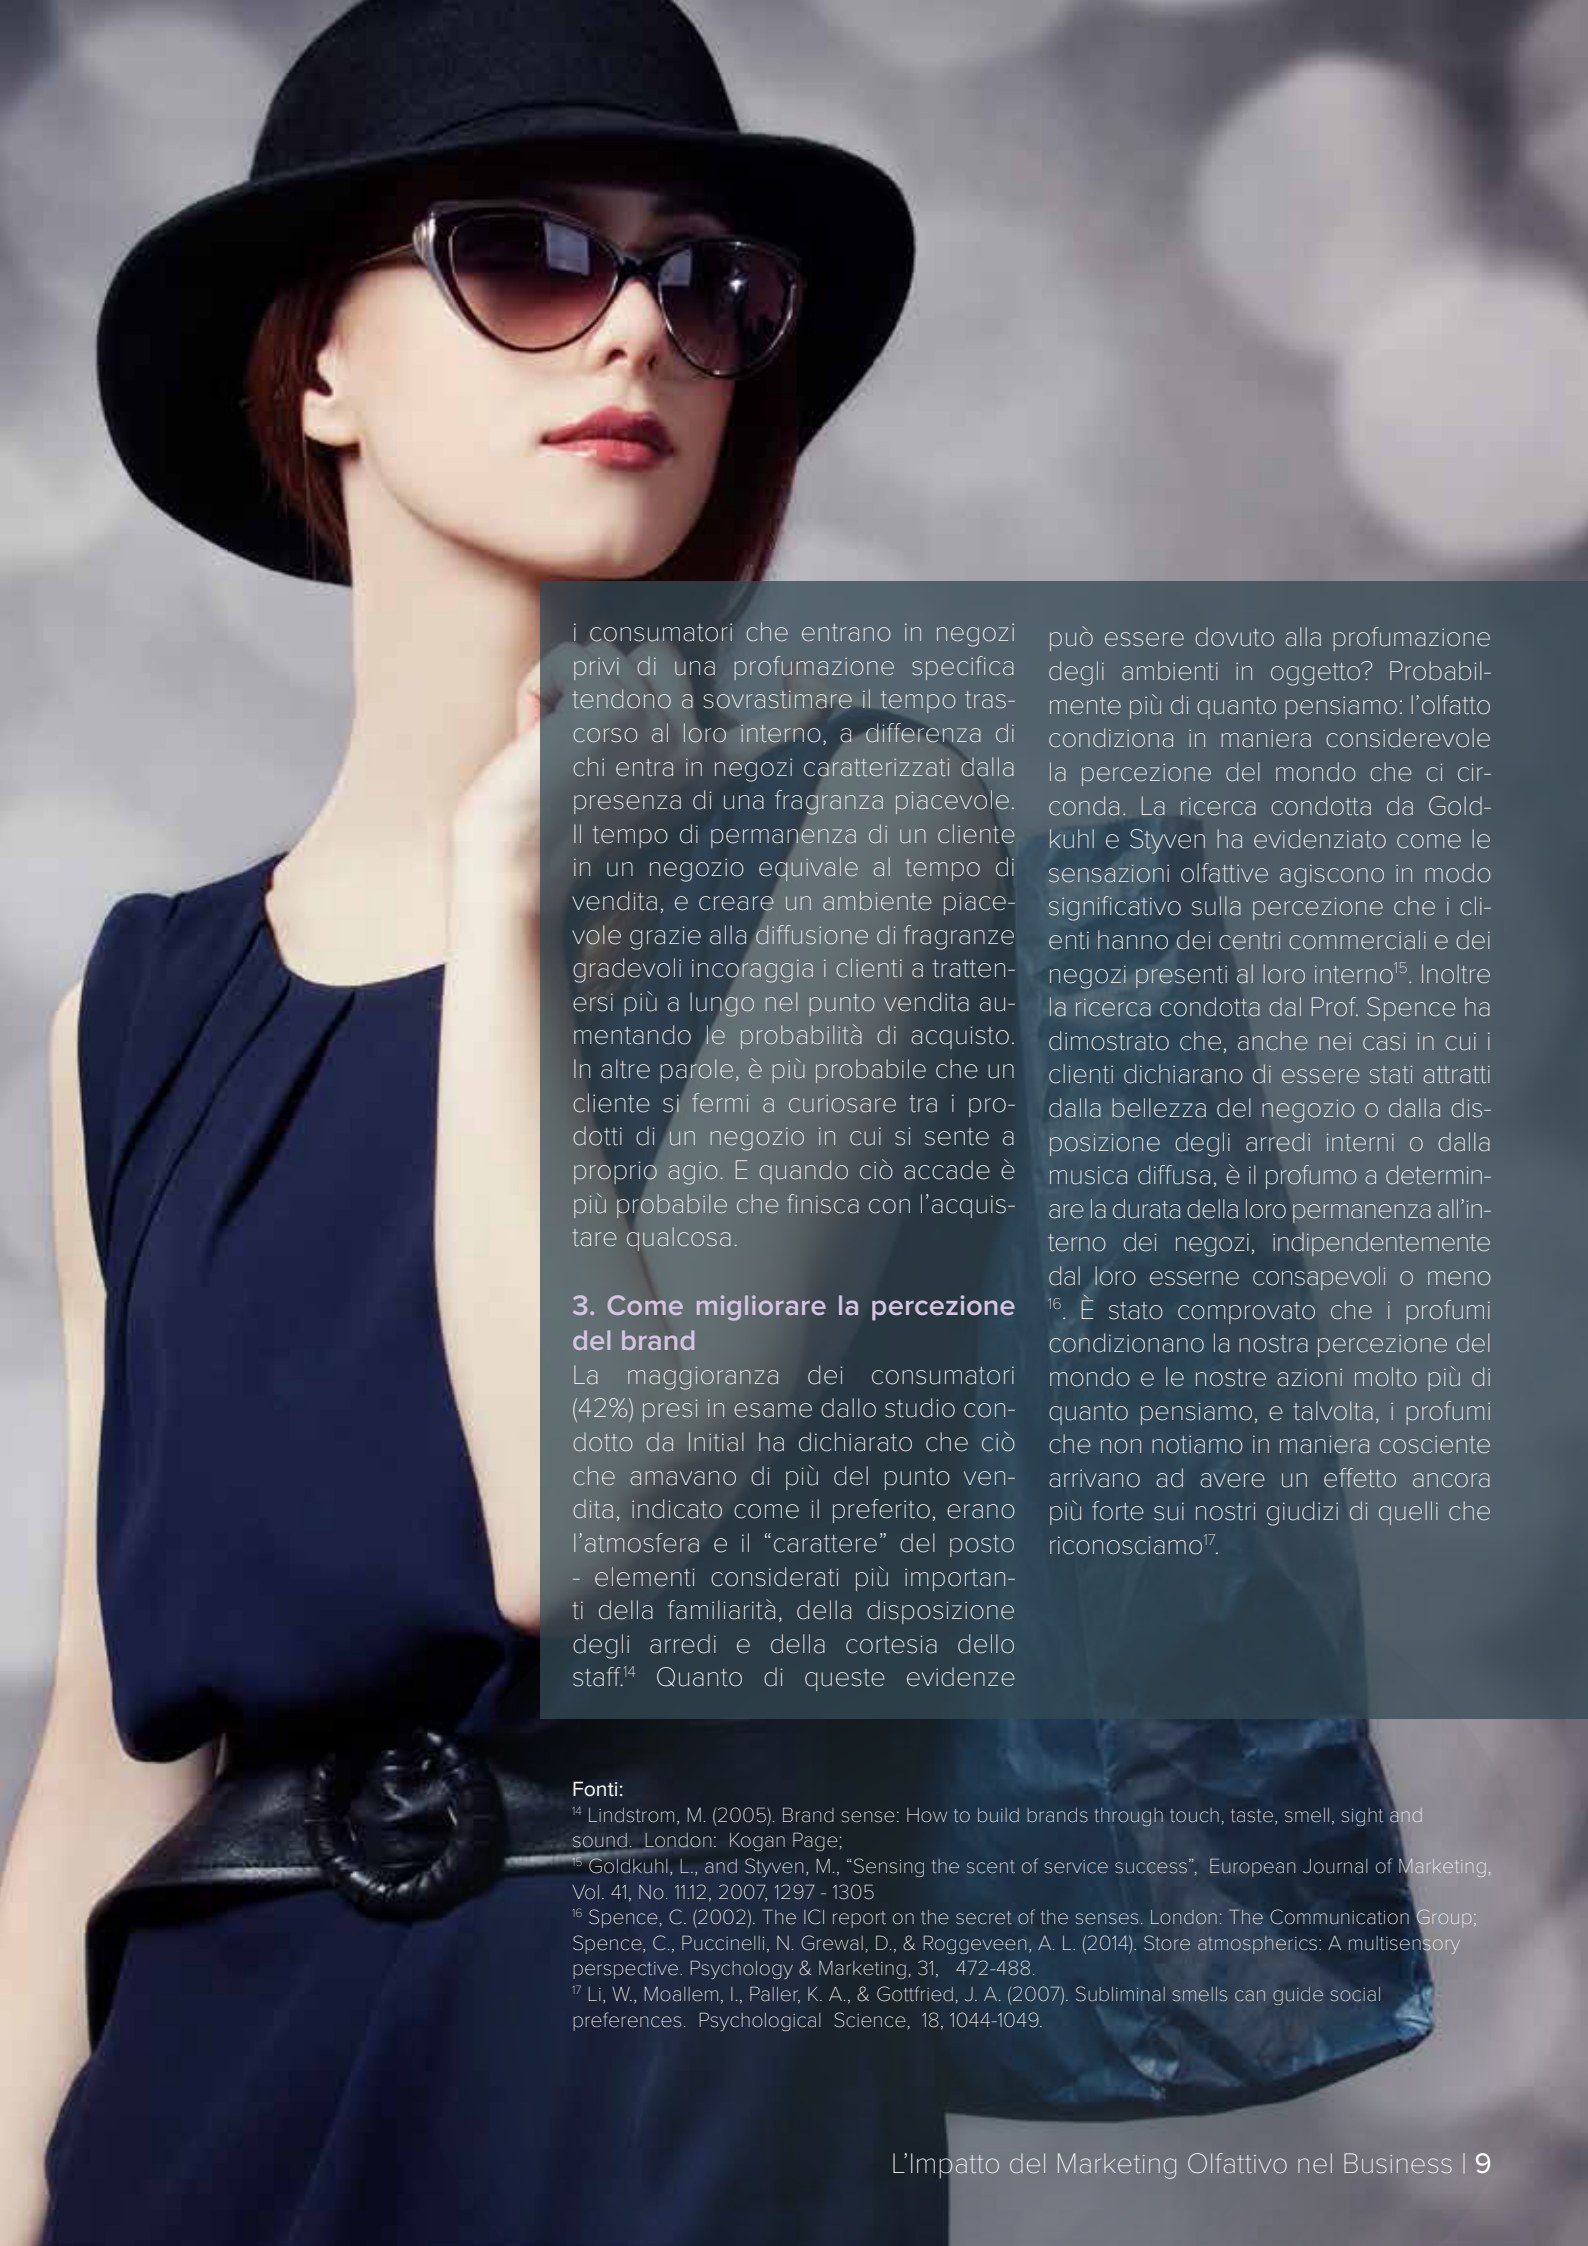 i consumatori che entrano in negozi
privi di una profumazione specifica
tendono a sovrastimare il tempo tras-
corso al loro interno, a differenza di
chi entra in negozi caratterizzati dalla
presenza di una fragranza piacevole.
Il tempo di permanenza di un cliente
in un negozio equivale al tempo di
vendita, e creare un ambiente piace-
vole grazie alla diffusione di fragranze
gradevoli incoraggia i clienti a tratten-
ersi più a lungo nel punto vendita au-
mentando le probabilità di acquisto.
In altre parole, è più probabile che un
cliente si fermi a curiosare tra i pro-
dotti di un negozio in cui si sente a
proprio agio. E quando ciò accade è
più probabile che finisca con l'acquis-
tare qualcosa.
3. Come migliorare la percezione
del brand
La maggioranza dei consumatori
(42%) presi in esame dallo studio con-
dotto da Initial ha dichiarato che ciò
che amavano di più del punto ven-
dita, indicato come il preferito, erano
l'atmosfera e il “carattere” del posto
- elementi considerati più importan-
ti della familiarità, della disposizione
degli arredi e della cortesia dello
staff.14 Quanto di queste evidenze
può essere dovuto alla profumazione
degli ambienti in oggetto? Probabil-
mente più di quanto pensiamo: l'olfatto
condiziona in maniera considerevole
la percezione del mondo che ci cir-
conda. La ricerca condotta da Gold-
kuhl e Styven ha evidenziato come le
sensazioni olfattive agiscono in modo
significativo sulla percezione che i cli-
enti hanno dei centri commerciali e dei
negozi presenti al loro interno15. Inoltre
la ricerca condotta dal Prof. Spence ha
dimostrato che, anche nei casi in cui i
clienti dichiarano di essere stati attratti
dalla bellezza del negozio o dalla dis-
posizione degli arredi interni o dalla
musica diffusa, è il profumo a determin-
are la durata della loro permanenza all'in-
terno dei negozi, indipendentemente
dal loro esserne consapevoli o meno
16. È stato comprovato che i profumi
condizionano la nostra percezione del
mondo e le nostre azioni molto più di
quanto pensiamo, e talvolta, i profumi
che non notiamo in maniera cosciente
arrivano ad avere un effetto ancora
più forte sui nostri giudizi di quelli che
riconosciamo17.
Fonti:
14 Lindstrom, M. (2005). Brand sense: How to build brands through touch, taste, smell, sight and
sound. London: Kogan Page;
15 Goldkuhl, L., and Styven, M., “Sensing the scent of service success”, European Journal of Marketing,
Vol. 41, No. 11.12, 2007, 1297 - 1305
16 Spence, C. (2002). The ICI report on the secret of the senses. London: The Communication Group;
Spence, C., Puccinelli, N. Grewal, D., & Roggeveen, A. L. (2014). Store atmospherics: A multisensory
perspective. Psychology & Marketing, 31, 472-488.
17 Li, W., Moallem, I., Paller, K. A., & Gottfried, J. A. (2007). Subliminal smells can guide social
preferences. Psychological Science, 18, 1044-1049.
L'Impatto del Marketing Olfattivo nel Business | 9